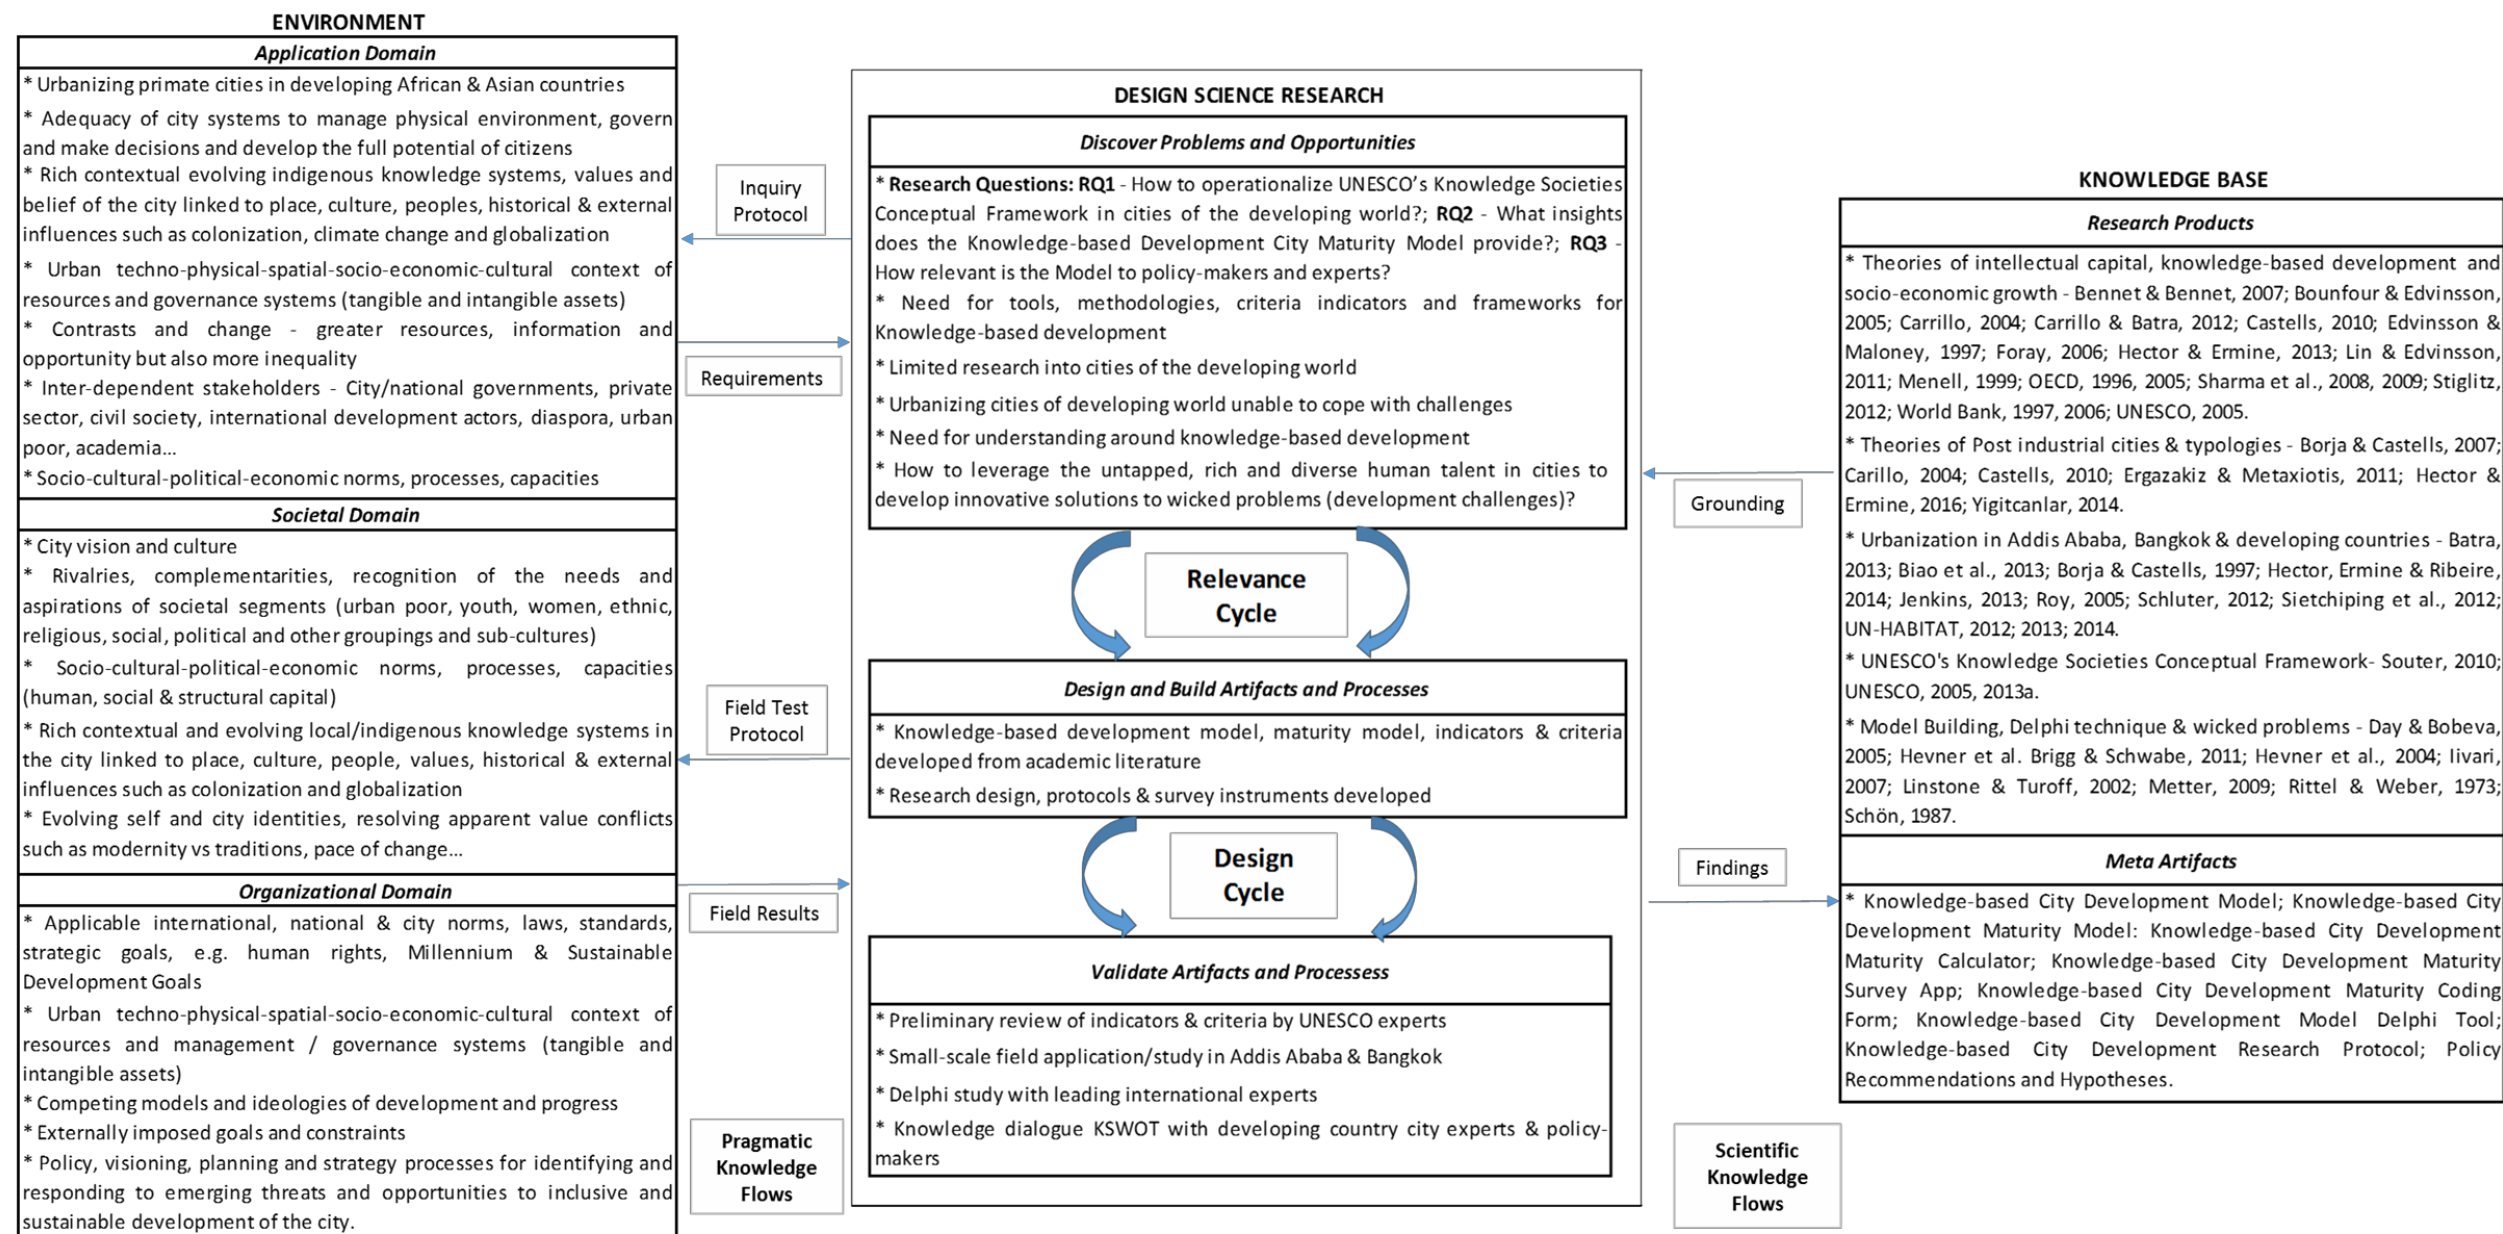 ENVIRONMENT
Application Domain
* Urbanizing primate cities in developing African & Asian countries
* Adequacy of city systems to manage physical environment, govern
and make decisions and develop the full potential of citizens
* Rich contextual evolving indigenous knowledge systems, values and
belief of the city linked to place, culture, peoples, historical & external
influences such as colonization, climate change and globalization
* Urban techno-physical-spatial-socio-economic-cultural context of
resources and governance systems (tangible and intangible assets)
* Contrasts and change - greater resources, information and
opportunity but also more inequality
* Inter-dependent stakeholders - City/national governments, private
sector, civil society, international development actors, diaspora, urban
poor, academia...
* Socio-cultural-political-economic norms, processes, capacities
Societal Domain
* City vision and culture
* Rivalries, complementarities, recognition of the needs and
aspirations of societal segments (urban poor, youth, women, ethnic,
religious, social, political and other groupings and sub-cultures)
* Socio-cultural-political-economic norms, processes, capacities
(human, social & structural capital)
* Rich contextual and evolving local/indigenous knowledge systems in
the city linked to place, culture, people, values, historical & external
influences such as colonization and globalization
* Evolving self and city identities, resolving apparent value conflicts
such as modernity vs traditions, pace of change...
Organizational Domain
* Applicable international, national & city norms, laws, standards,
strategic goals, e.g. human rights, Millennium & Sustainable
Development Goals
* Urban techno-physical-spatial-socio-economic-cultural context of
resources and management / governance systems (tangible and
intangible assets)
* Competing models and ideologies of development and progress
* Externally imposed goals and constraints
* Policy, visioning, planning and strategy processes for identifying and
responding to emerging threats and opportunities to inclusive and
sustainable development of the city.
Inquiry
Protocol
Requirements
Field Test
Protocol
Field Results
Pragmatic
Knowledge
Flows
DESIGN SCIENCE RESEARCH
Discover Problems and Opportunities
* Research Questions: RQ1 - How to operationalize UNESCO's Knowledge Societies
Conceptual Framework in cities of the developing world?; RQ2 - What insights
does the Knowledge-based Development City Maturity Model provide?; RQ3 -
How relevant is the Model to policy-makers and experts?
* Need for tools, methodologies, criteria indicators and frameworks for
Knowledge-based development
* Limited research into cities of the developing world
* Urbanizing cities of developing world unable to cope with challenges
* Need for understanding around knowledge-based development
* How to leverage the untapped, rich and diverse human talent in cities to
develop innovative solutions to wicked problems (development challenges)?
Relevance
Cycle
Design and Build Artifacts and Processes
* Knowledge-based development model, maturity model, indicators & criteria
developed from academic literature
* Research design, protocols & survey instruments developed
Design
Cycle
Validate Artifacts and Processess
* Preliminary review of indicators & criteria by UNESCO experts
* Small-scale field application/study in Addis Ababa & Bangkok
* Delphi study with leading international experts
* Knowledge dialogue KSWOT with developing country city experts & policy-
makers
Grounding
Findings
Scientific
Knowledge
Flows
KNOWLEDGE BASE
Research Products
* Theories of intellectual capital, knowledge-based development and
socio-economic growth - Bennet & Bennet, 2007; Bounfour & Edvinsson,
2005; Carrillo, 2004; Carrillo & Batra, 2012; Castells, 2010; Edvinsson &
Maloney, 1997; Foray, 2006; Hector & Ermine, 2013; Lin & Edvinsson,
2011; Menell, 1999; OECD, 1996, 2005; Sharma et al., 2008, 2009; Stiglitz,
2012; World Bank, 1997, 2006; UNESCO, 2005.
* Theories of Post industrial cities & typologies - Borja & Castells, 2007;
Carillo, 2004; Castells, 2010; Ergazakiz & Metaxiotis, 2011; Hector &
Ermine, 2016; Yigitcanlar, 2014.
* Urbanization in Addis Ababa, Bangkok & developing countries - Batra,
2013; Biao et al., 2013; Borja & Castells, 1997; Hector, Ermine & Ribeire,
2014; Jenkins, 2013; Roy, 2005; Schluter, 2012; Sietchiping et al., 2012;
UN-HABITAT, 2012; 2013; 2014.
* UNESCO's Knowledge Societies Conceptual Framework- Souter, 2010;
UNESCO, 2005, 2013a.
* Model Building, Delphi technique & wicked problems - Day & Bobeva,
2005; Hevner et al. Brigg & Schwabe, 2011; Hevner et al., 2004; Iivari,
2007; Linstone & Turoff, 2002; Metter, 2009; Rittel & Weber, 1973;
Schön, 1987.
Meta Artifacts
* Knowledge-based City Development Model; Knowledge-based City
Development Maturity Model: Knowledge-based City Development
Maturity Calculator; Knowledge-based City Development Maturity
Survey App; Knowledge-based City Development Maturity Coding
Form; Knowledge-based City Development Model Delphi Tool;
Knowledge-based City Development Research Protocol; Policy
Recommendations and Hypotheses.